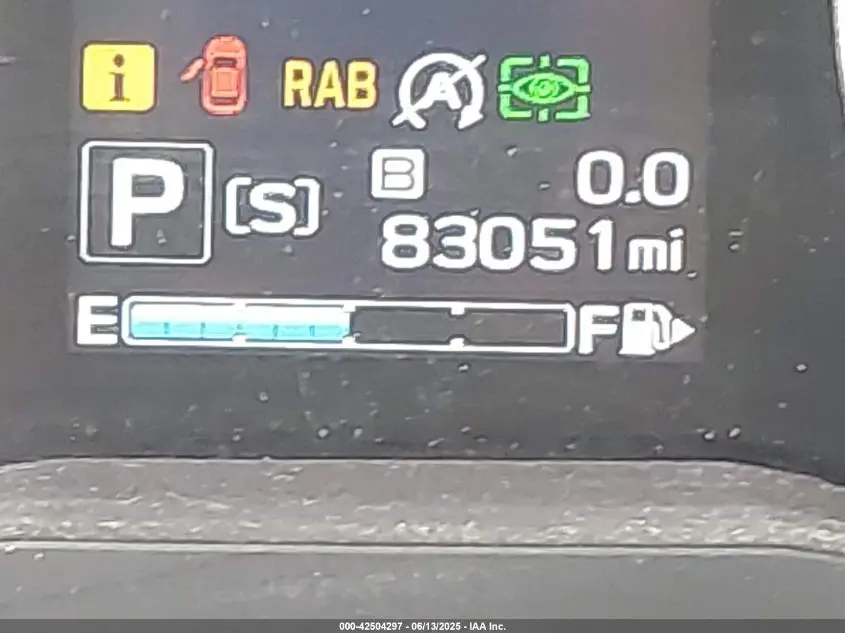 i RAB A
P [S] B 0.0
83051 mi
E F
000-42504297 - 06/13/2025 - IAA Inc.